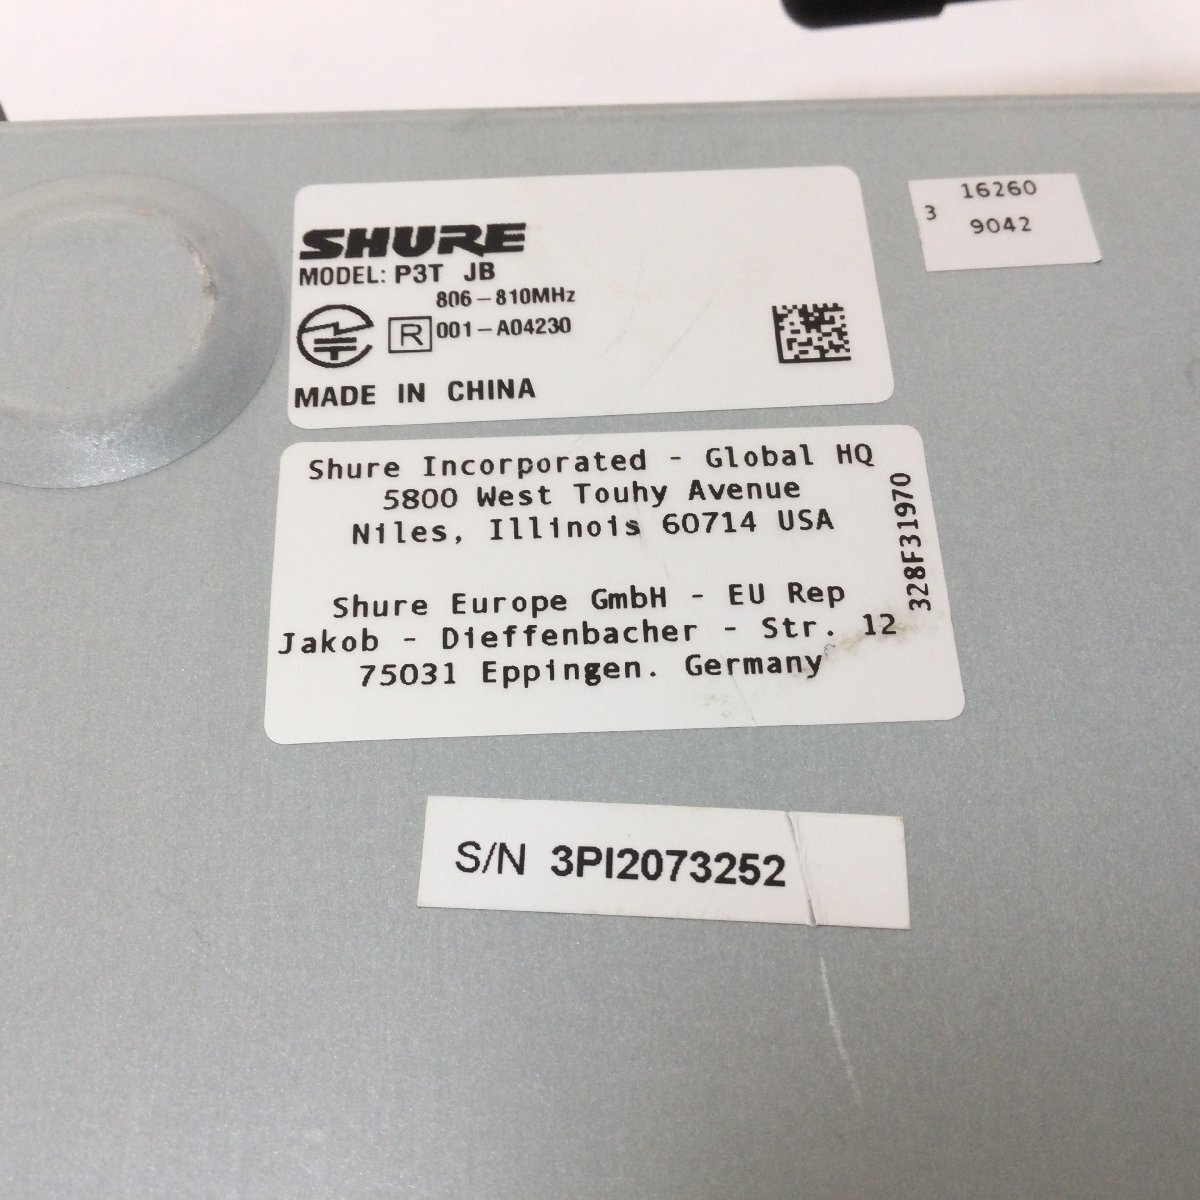 SHURE
MODEL: P3T JB
806-810MHz
R 001-A04230
MADE IN CHINA
3 16260
9042
Shure Incorporated - Global HQ
5800 West Touhy Avenue
Niles, Illinois 60714 USA
Shure Europe GmbH - EU Rep
Jakob - Dieffenbacher - Str. 12
75031 Eppingen. Germany
328F31970
S/N 3PI2073252